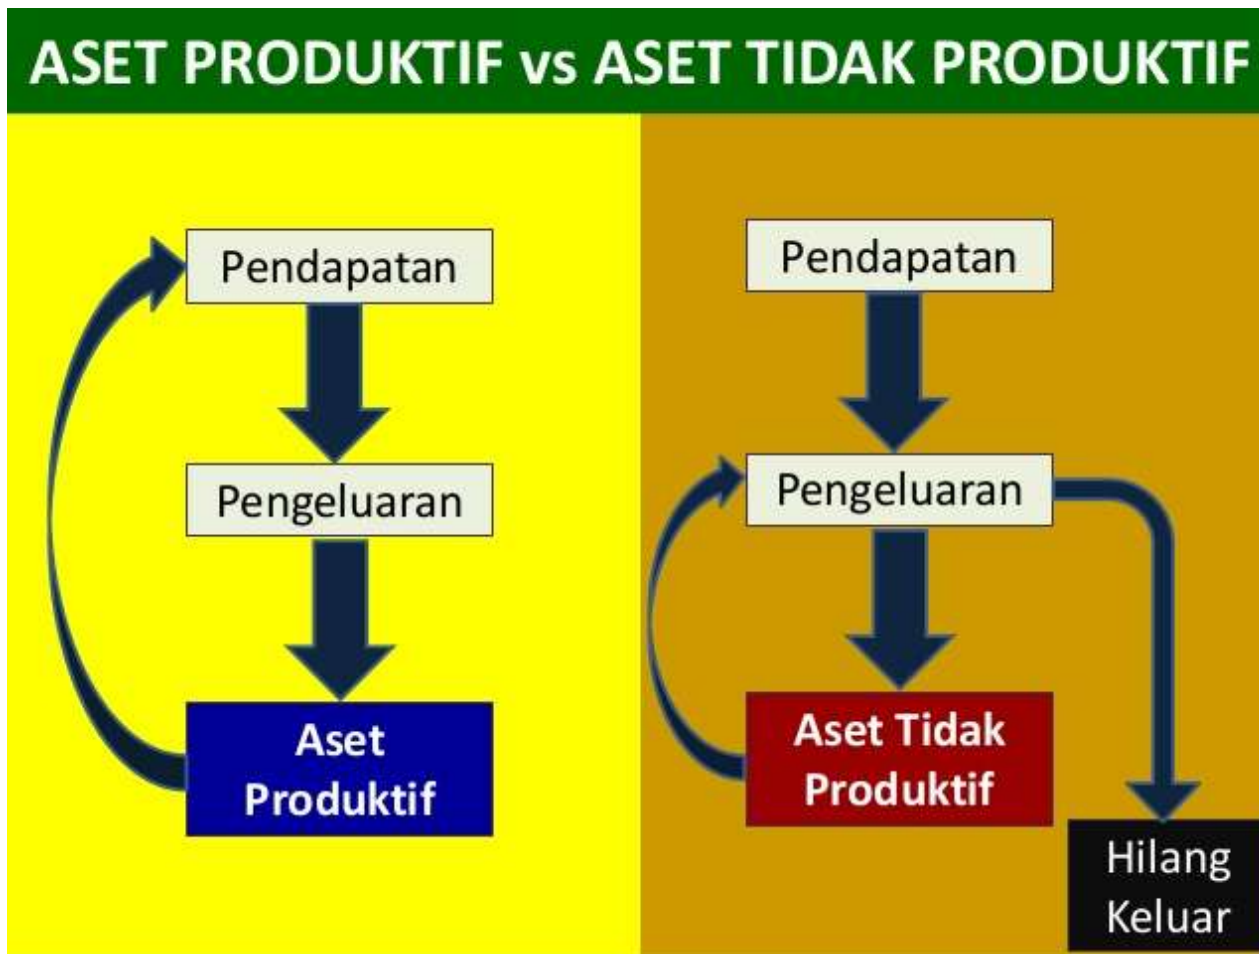 ASET PRODUKTIF vs ASET TIDAK PRODUKTIF
Pendapatan
Pengeluaran
Aset
Produktif
Pendapatan
Pengeluaran
Aset Tidak
Produktif
Hilang
Keluar